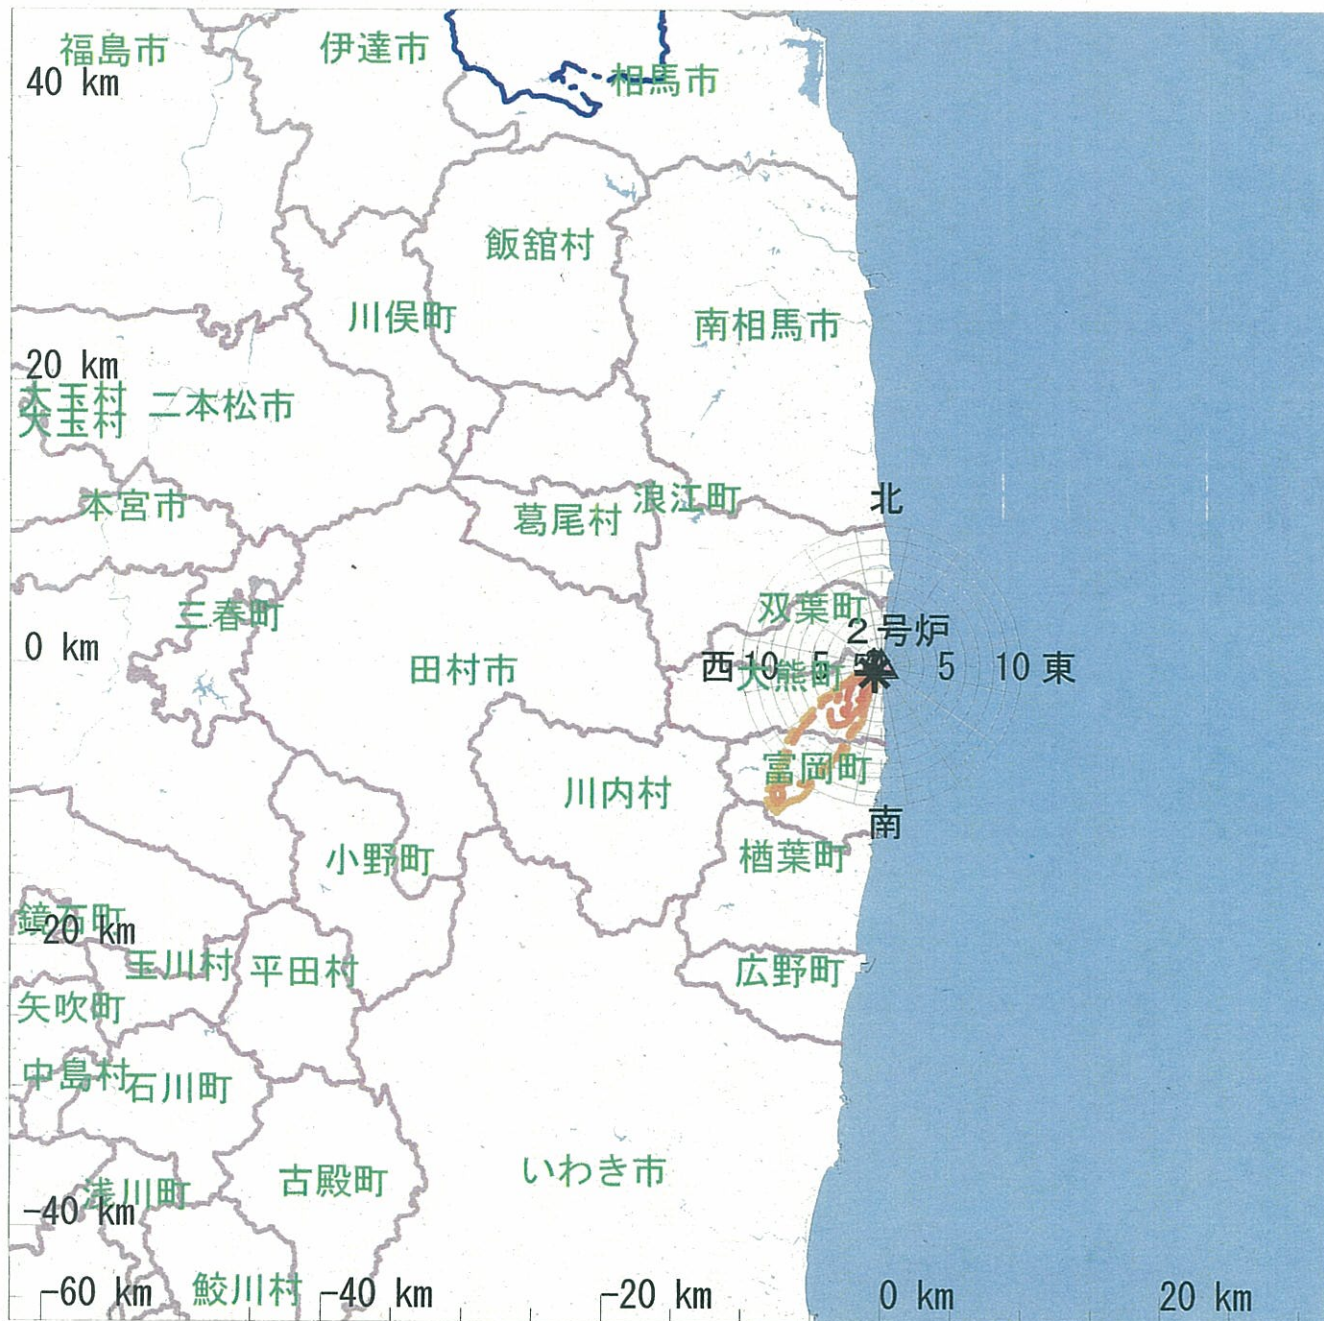 福島市
伊達市
40 km
相馬市
飯舘村
川俣町
南相馬市
20 km
大玉村
大玉村
二本松市
本宮市
葛尾村
浪江町
北
三春町
双葉町
２号炉
0 km
田村市
西 10 5
大熊町
5 10 東
川内村
富岡町
南
小野町
楢葉町
鏡石町
-20 km
玉川村
平田村
広野町
矢吹町
中島村
石川町
いわき市
古殿町
浅川町
-40 km
鮫川村
-60 km
-40 km
-20 km
0 km
20 km